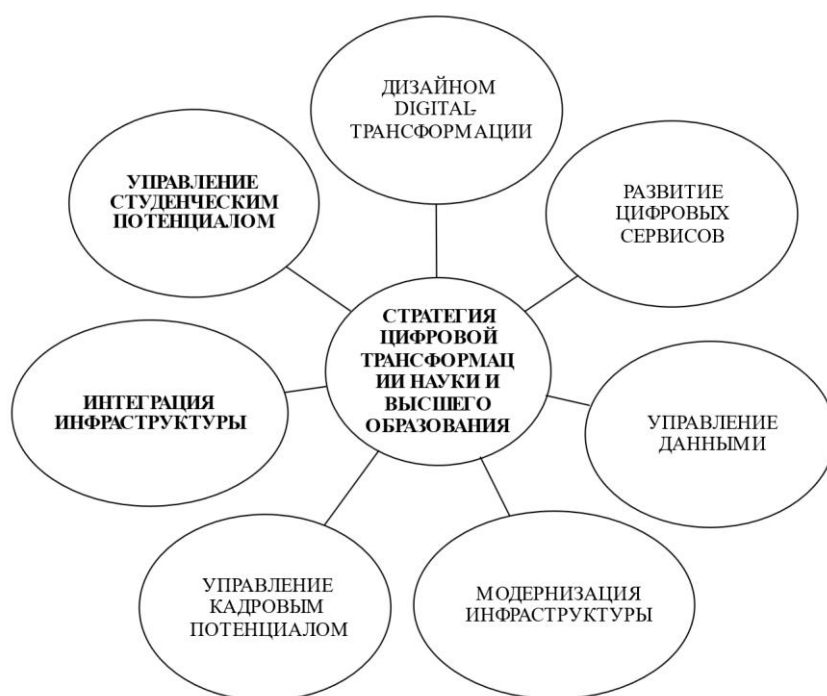 ДИЗАЙНОМ
DIGITAL-
ТРАНСФОРМАЦИИ
УПРАВЛЕНИЕ
СТУДЕНЧЕСКИМ
ПОТЕНЦИАЛОМ
РАЗВИТИЕ
ЦИФРОВЫХ
СЕРВИСОВ
СТРАТЕГИЯ
ЦИФРОВОЙ
ТРАНСФОРМАЦ
ИИ НАУКИ И
ВЫСШЕГО
ОБРАЗОВАНИЯ
ИНТЕГРАЦИЯ
ИНФРАСТРУКТУРЫ
УПРАВЛЕНИЕ
ДАННЫМИ
УПРАВЛЕНИЕ
КАДРОВЫМ
ПОТЕНЦИАЛОМ
МОДЕРНИЗАЦИЯ
ИНФРАСТРУКТУРЫ